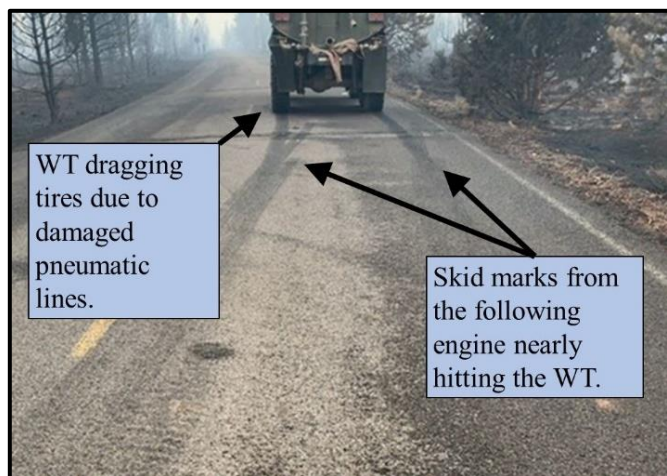 WT dragging
tires due to
damaged
pneumatic
lines.
Skid marks from
the following
engine nearly
hitting the WT.